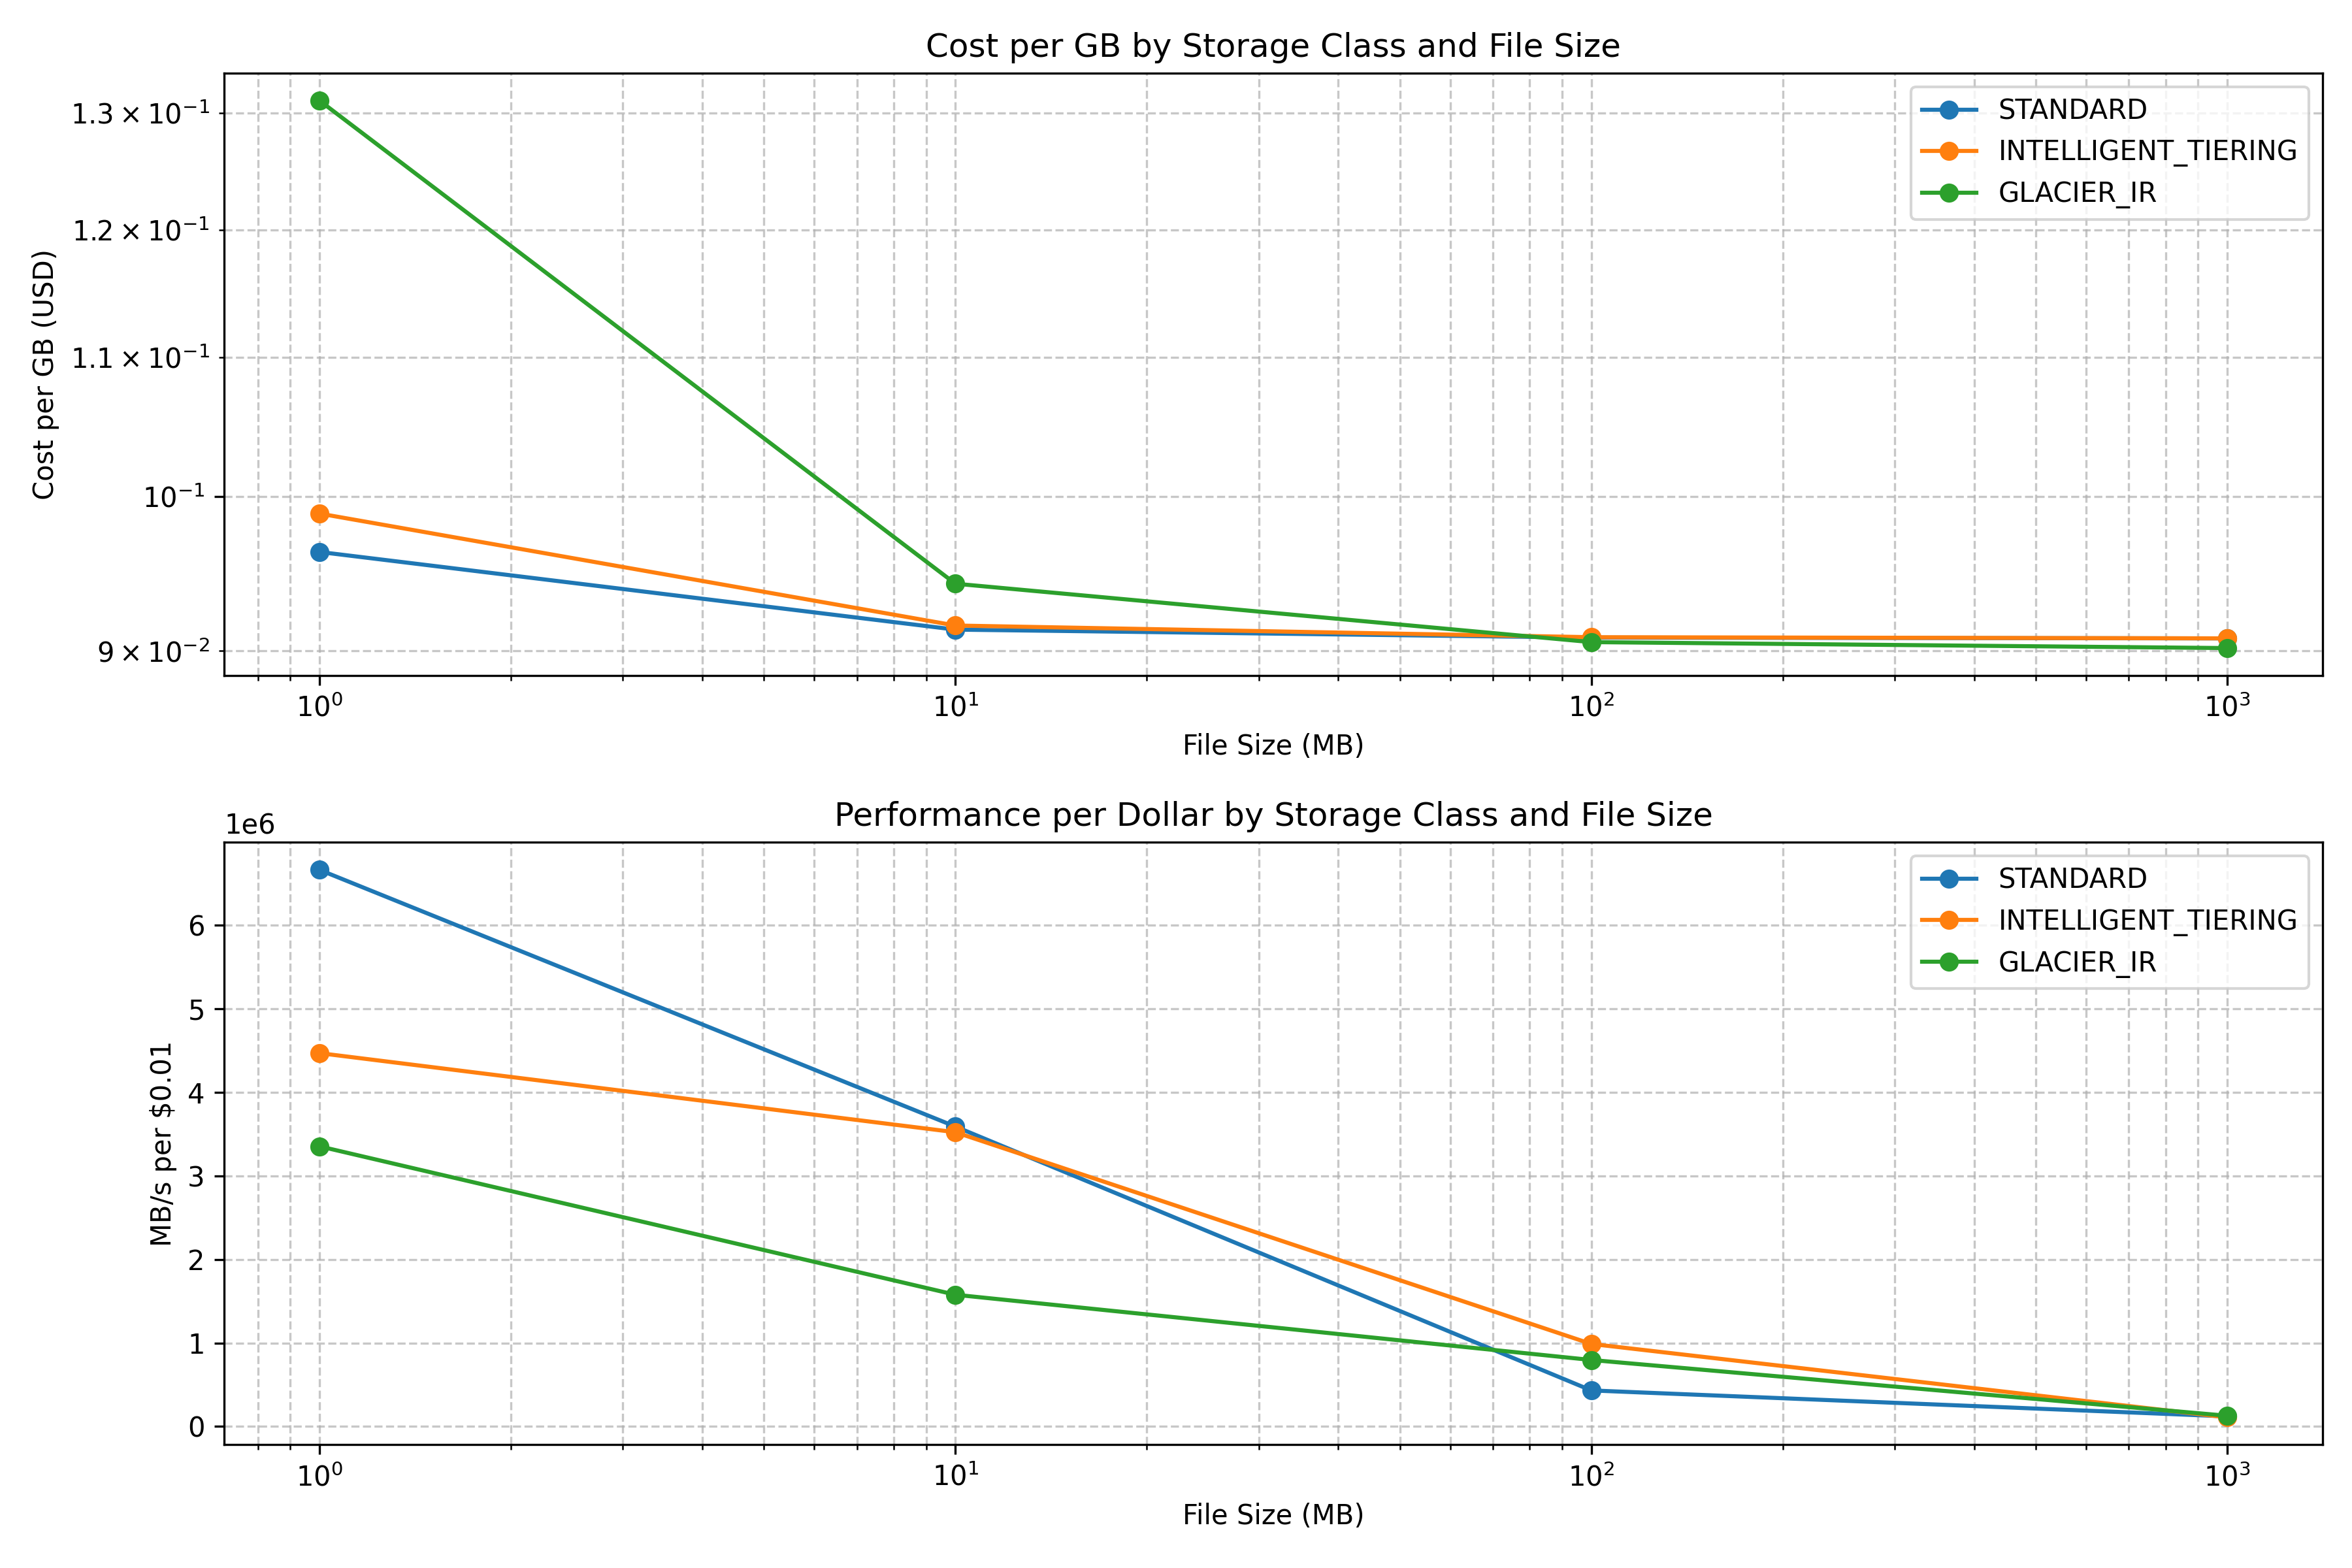 Cost per GB by Storage Class and File Size
Cost per GB (USD)
1.3 × 10⁻¹
1.2 × 10⁻¹
1.1 × 10⁻¹
10⁻¹
9 × 10⁻²
STANDARD
INTELLIGENT_TIERING
GLACIER_IR
10⁰ 10¹ 10² 10³
File Size (MB)
Performance per Dollar by Storage Class and File Size
1e6
MB/s per $0.01
6
5
4
3
2
1
0
STANDARD
INTELLIGENT_TIERING
GLACIER_IR
10⁰ 10¹ 10² 10³
File Size (MB)